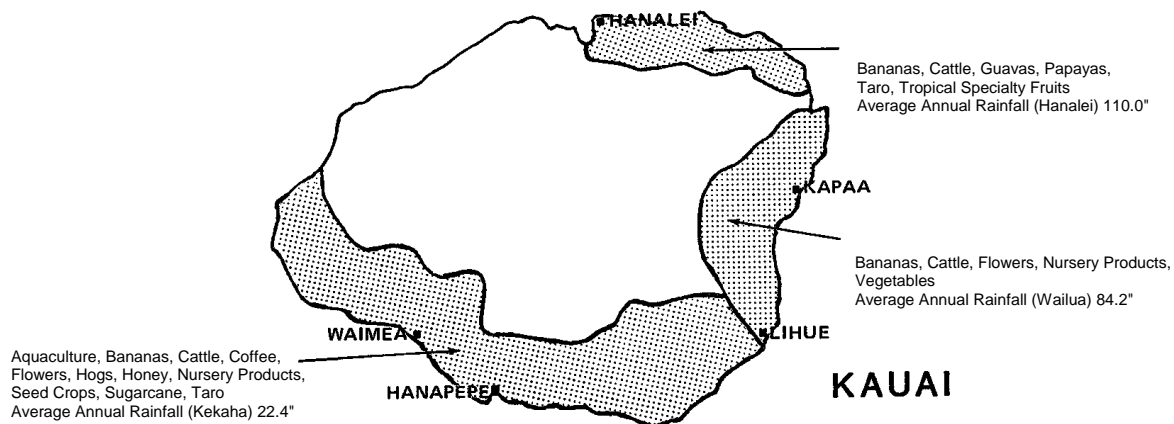 HANALEI
Bananas, Cattle, Guavas, Papayas,
Taro, Tropical Specialty Fruits
Average Annual Rainfall (Hanalei) 110.0"
KAPAA
Bananas, Cattle, Flowers, Nursery Products,
Vegetables
Average Annual Rainfall (Wailua) 84.2"
WAIMEA
LIHUE
Aquaculture, Bananas, Cattle, Coffee,
Flowers, Hogs, Honey, Nursery Products,
Seed Crops, Sugarcane, Taro
Average Annual Rainfall (Kekaha) 22.4"
HANAPEPE
KAUAI